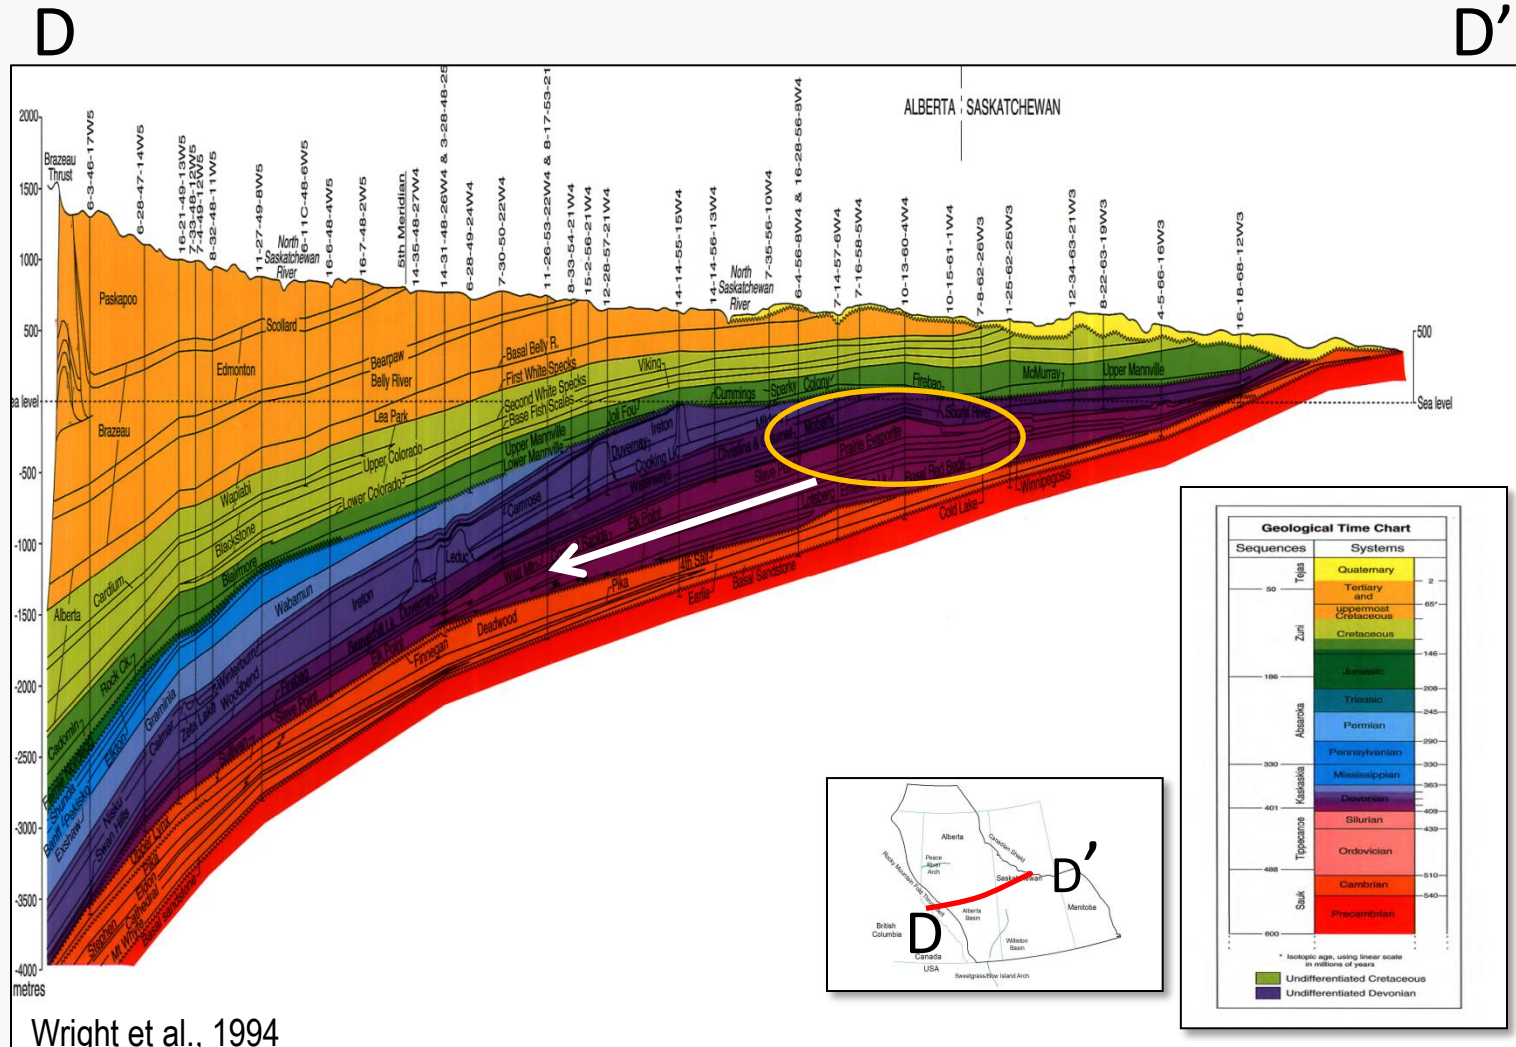 D
D’
ALBERTA
SASKATCHEWAN
2000
1500
1000
500
-500
-1000
-1500
-2000
-2500
-3000
-3500
-4000
metres
Brazeau
Thrust
6-3-46-17W5
6-28-47-14W5
16-21-49-13W5
7-33-48-12W5
7-4-49-12W5
8-32-48-11W5
11-27-49-8W5
North
Saskatchewan
River
6-11C-48-6W5
16-6-48-4W5
16-7-48-2W5
5th Meridian
14-35-48-27W4
14-31-48-26W4 & 3-28-48-25
6-28-49-24W4
7-30-50-22W4
11-26-53-22W4 & 8-17-53-21
8-33-54-21W4
15-2-56-21W4
12-28-57-21W4
14-14-55-15W4
14-14-56-13W4
North
Saskatchewan
River
7-35-56-10W4
6-4-56-8W4 & 16-28-56-8W4
7-14-57-6W4
7-16-58-5W4
10-13-60-4W4
10-15-61-1W4
7-8-62-26W3
1-25-62-25W3
12-34-63-21W3
8-22-63-19W3
4-5-66-16W3
16-18-68-12W3
500
Sea level
Paskapoo
Scollard
Edmonton
Bearpaw
Belly River
Basal Belly R.
First White Specks
Second White Specks
Base Fish Scales
Viking
Joli Fou
Cummings
Sperky
Colony
Firebag
McMurray
Upper Mannville
Brazeau
Lea Park
Upper Colorado
Lower Colorado
Upper Mannville
Lower Mannville
Wapiabi
Blackstone
Blairmore
Cardium
Alberta
Rock Ck.
Cadomin
Shunda
Pekisko
Banff
Exshaw
Elkton
Graminia
Calmar
Zeta Lake
Winterburn
Woodbend
Nisku
Swan Hills
Wabamun
Ireton
Duvernay
Leduc
Camrose
Duvernay
Ireton
Cooking Lk.
Waterways
Moberly
Souris River
Prairie Evaporite
Basal Red Beds
Lotsberg
Winnipegosis
Cold Lake
Elk Point
Beaverhill Lk.
Elk Point
Firebag
Slave Point
Sullivan
Finnegan
Deadwood
Pika
Earlie
Basal Sandstone
Upper Lynx
Pika
Eldon
Cathedral
Stephen
Mt Whyte
Basal sandstone
Geological Time Chart
Sequences
Systems
Tejas
Zuni
Absaroka
Kaskaskia
Tippecanoe
Sauk
50
186
330
401
488
600
Quaternary
Tertiary
and
uppermost
Cretaceous
Cretaceous
Jurassic
Triassic
Permian
Pennsylvanian
Mississippian
Devonian
Silurian
Ordovician
Cambrian
Precambrian
2
65*
146
208
245
290
330
363
409
439
510
540
* Isotopic age, using linear scale
in millions of years
Undifferentiated Cretaceous
Undifferentiated Devonian
Alberta
Canadian Shield
Peace
River
Arch
Saskatchewan
D’
Manitoba
Alberta
Basin
British
Columbia
D
Williston
Basin
Canada
USA
Wright et al., 1994